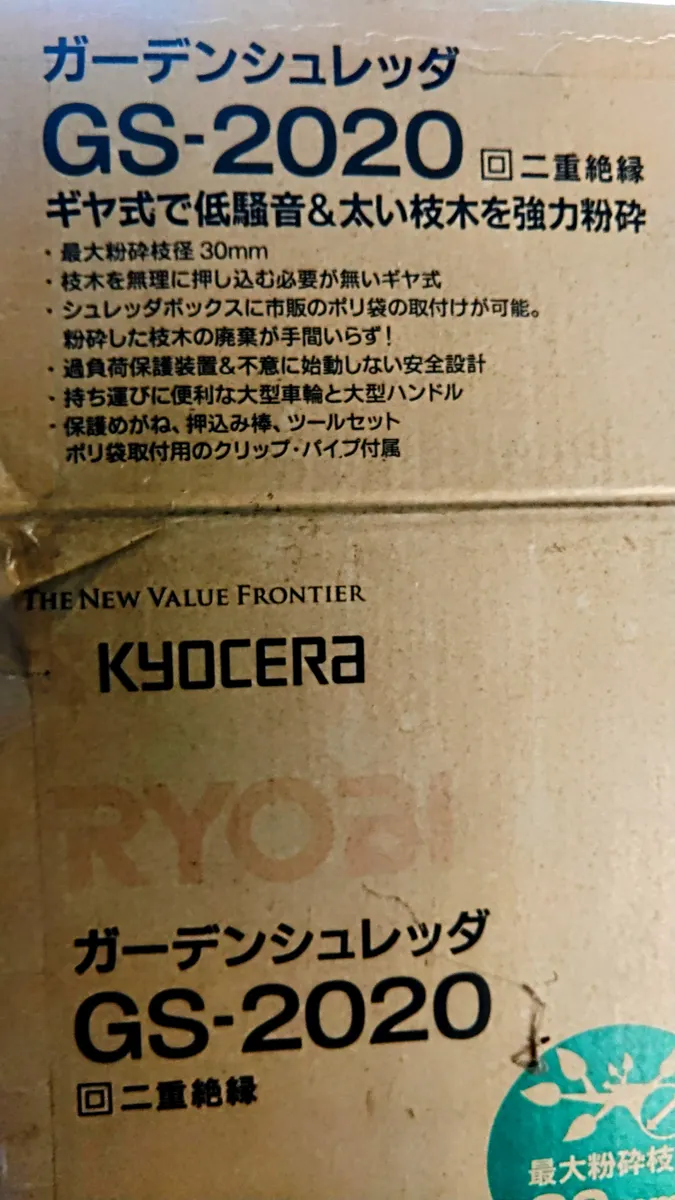 ガーデンシュレッダ
GS-2020 回 二重絶縁
ギヤ式で低騒音&太い枝木を強力粉砕
・最大粉砕枝径 30mm
・枝木を無理に押し込む必要が無いギヤ式
・シュレッダボックスに市販のポリ袋の取付けが可能。
粉砕した枝木の廃棄が手間いらず!
・過負荷保護装置&不意に始動しない安全設計
・持ち運びに便利な大型車輪と大型ハンドル
・保護めがね、押込み棒、ツールセット
ポリ袋取付用のクリップ・パイプ付属
THE NEW VALUE FRONTIER
KYOCERA
RYOBI
ガーデンシュレッダ
GS-2020
回 二重絶縁
最大粉砕枝